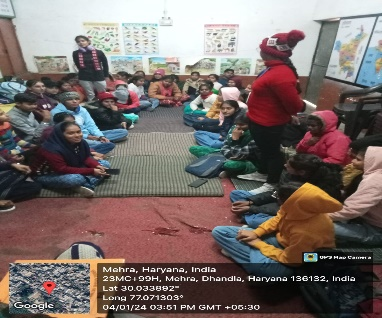 GPS Map Camera
Mehra, Haryana, India
23MC+99H, Mehra, Dhandla, Haryana 136132, India
Lat 30.033892°
Long 77.071303°
04/01/24 03:51 PM GMT +05:30
Google